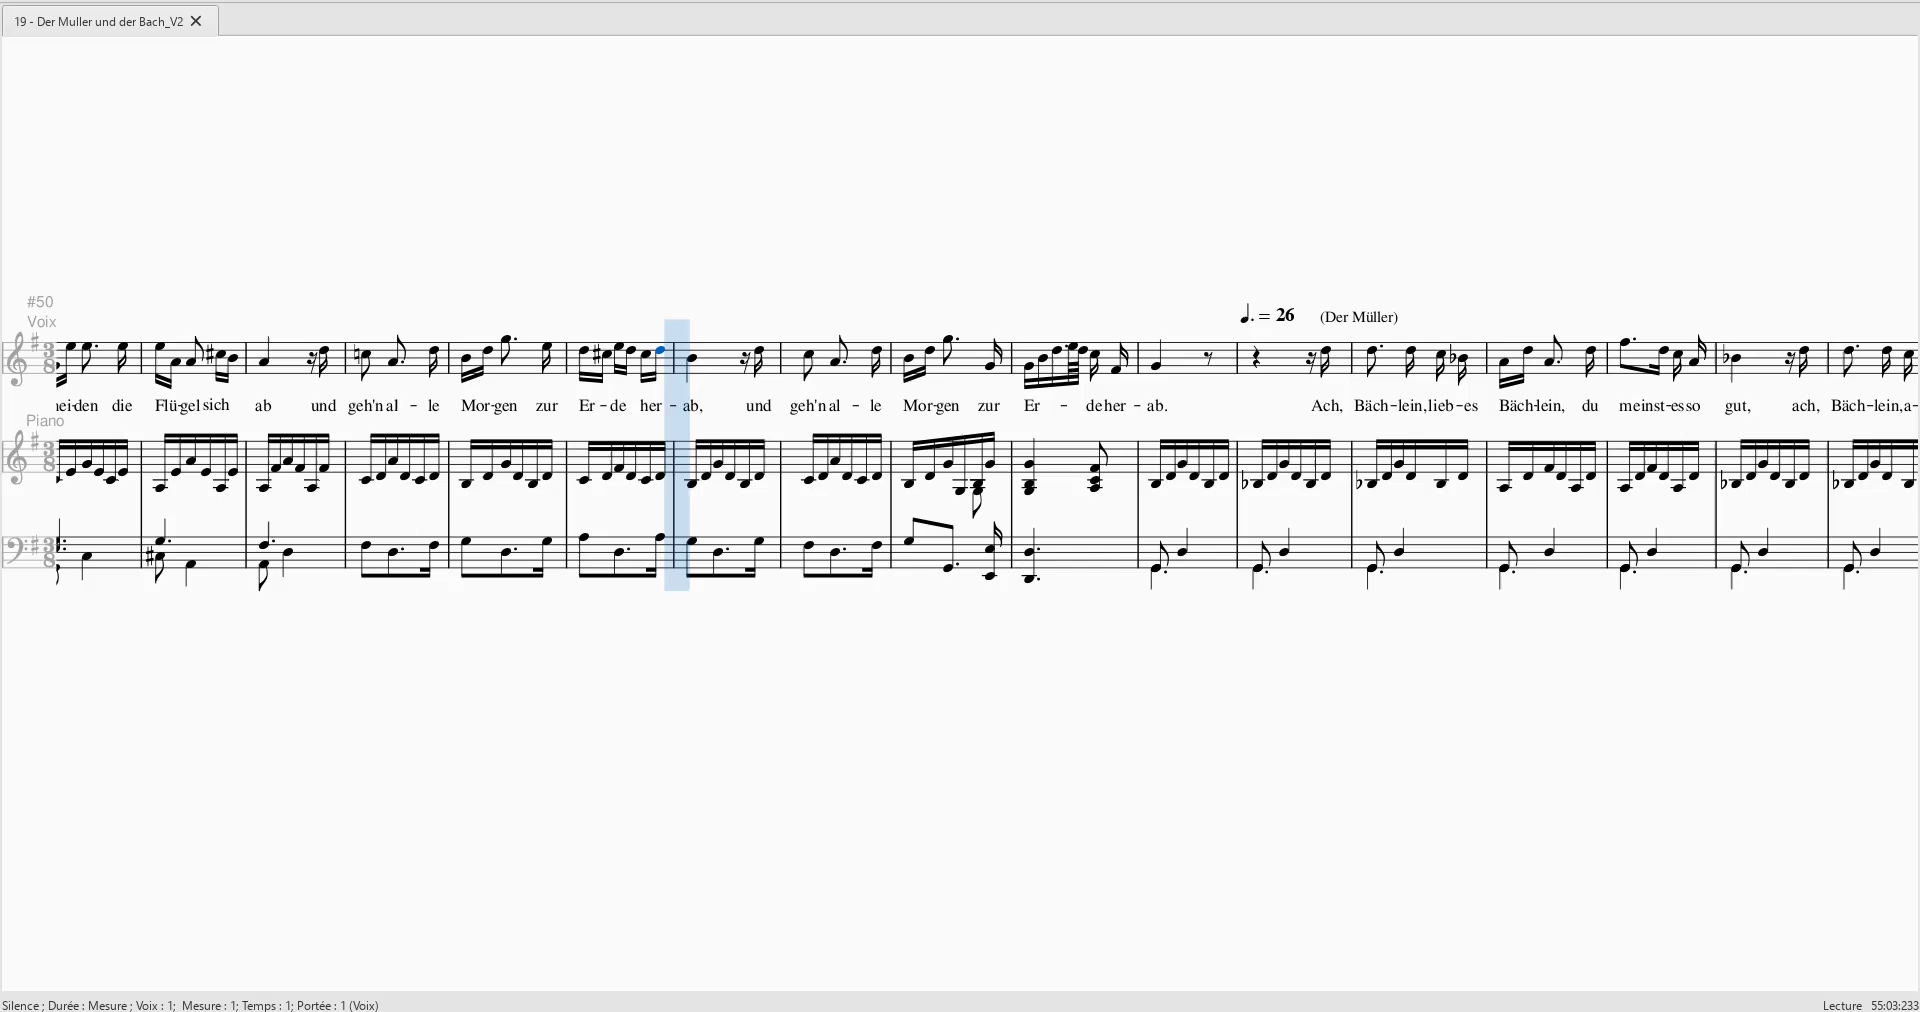 19 - Der Muller und der Bach_V2
#50
Voix
♩. = 26 (Der Müller)
den die Flü-gel sich ab und geh'n al - le Mor-gen zur Er - de her - ab, und geh'n al - le Mor-gen zur Er - de her - ab. Ach, Bäch-lein, lieb-es Bäch-lein, du meinst-es so gut, ach, Bäch-lein, a-
Piano
Silence ; Durée : Mesure ; Voix : 1; Mesure : 1; Temps : 1; Portée : 1 (Voix)
Lecture 55:03:233